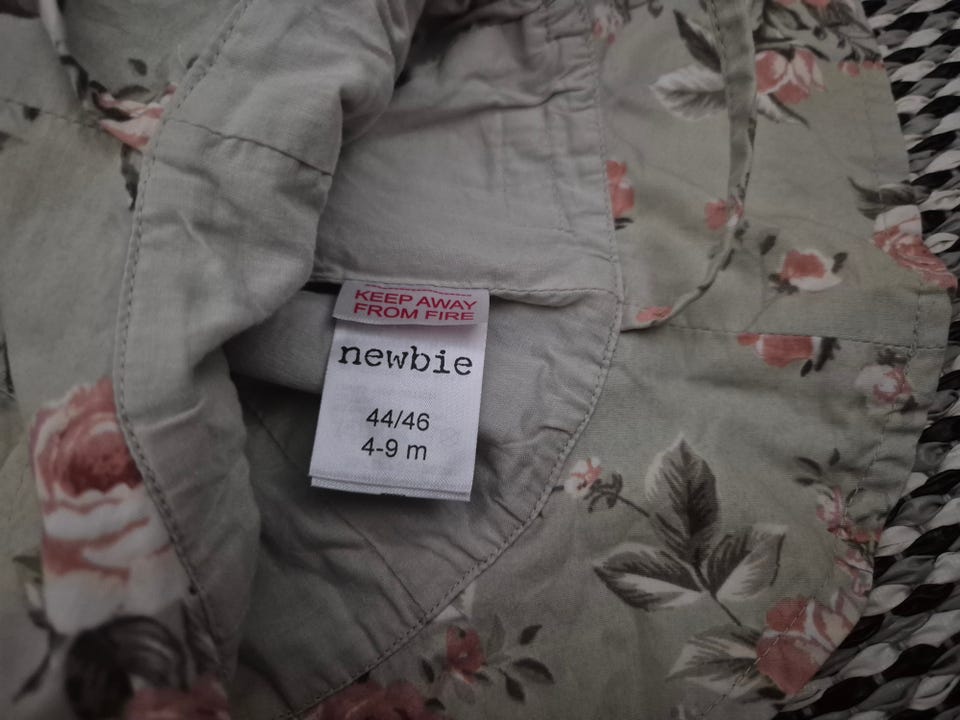 KEEP AWAY
FROM FIRE
newbie
44/46
4-9 m